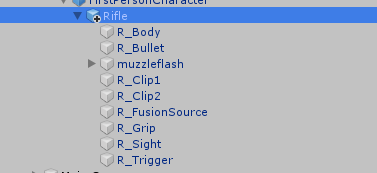 FirstPersonCharacter
Rifle
R_Body
R_Bullet
muzzleflash
R_Clip1
R_Clip2
R_FusionSource
R_Grip
R_Sight
R_Trigger